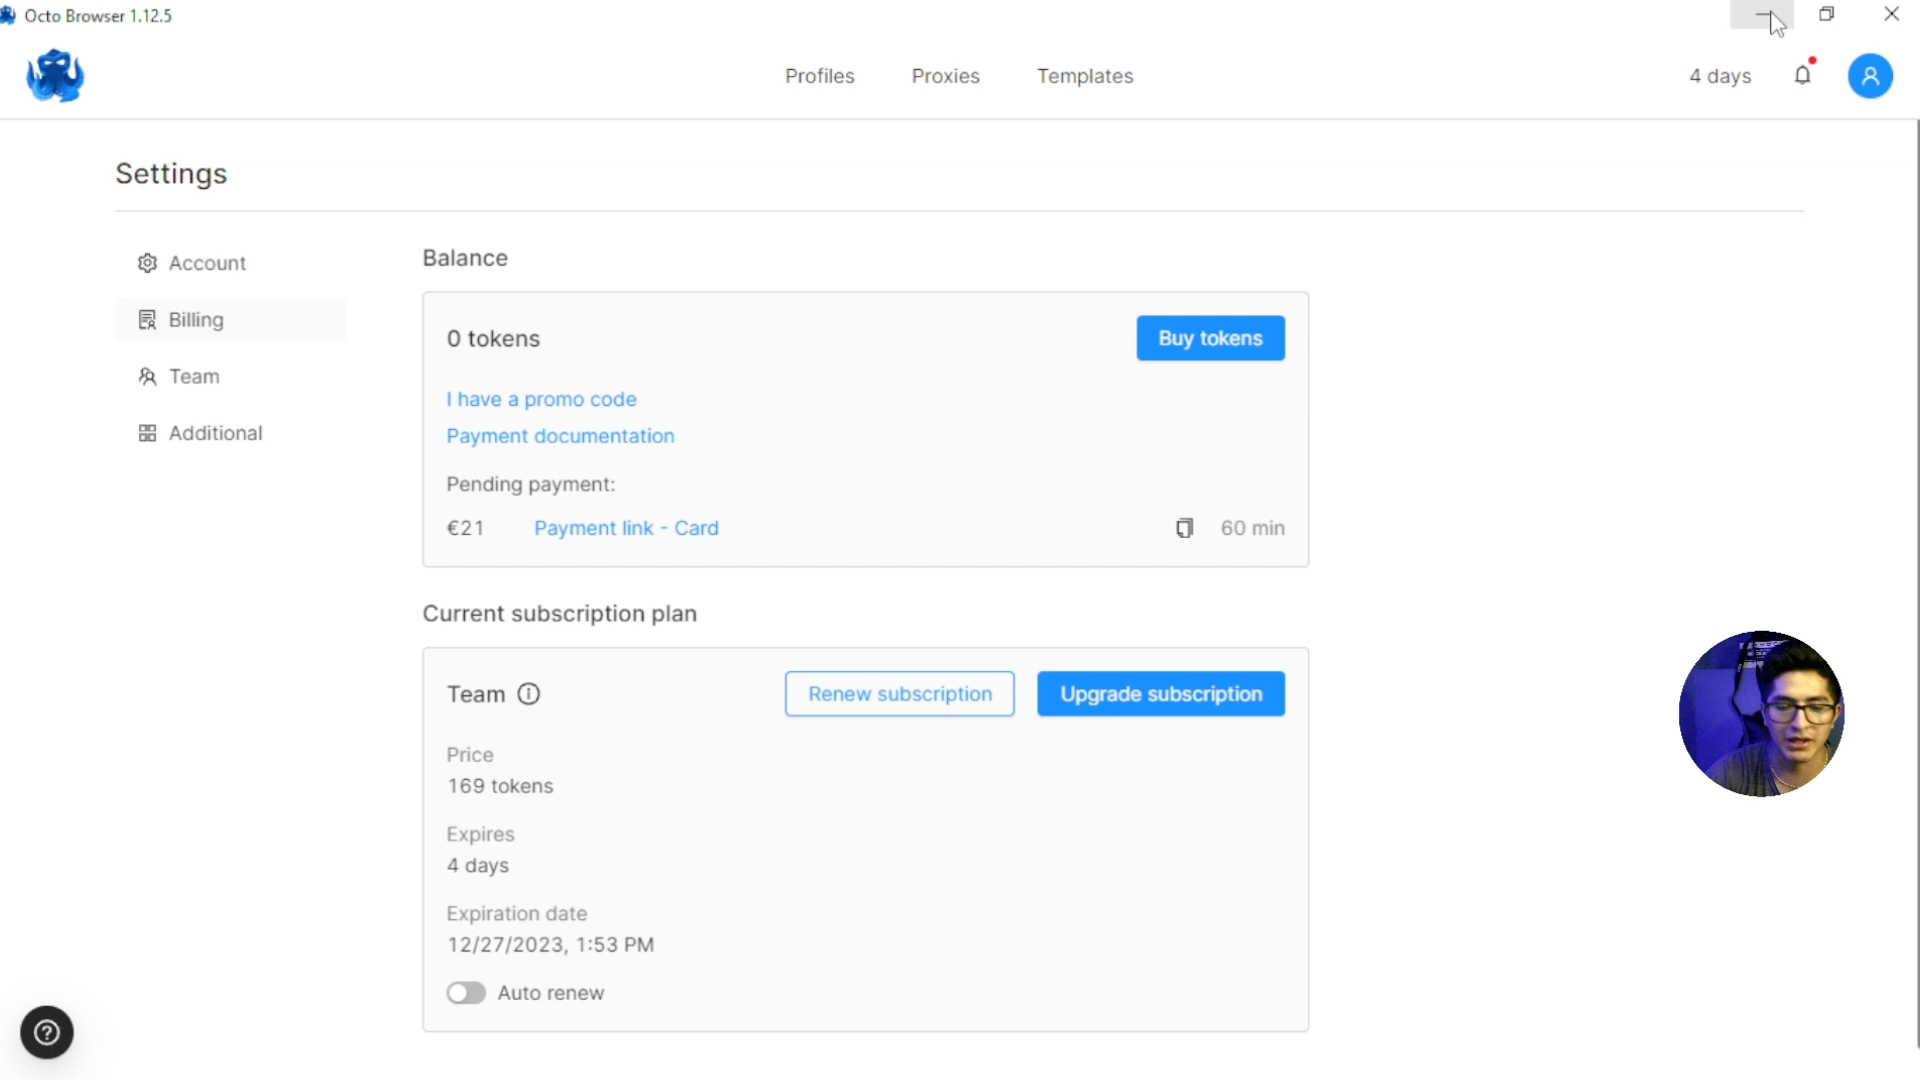 Octo Browser 1.12.5
Profiles
Proxies
Templates
4 days
Settings
Account
Billing
Team
Additional
Balance
0 tokens
Buy tokens
I have a promo code
Payment documentation
Pending payment:
€21
Payment link - Card
60 min
Current subscription plan
Team
Renew subscription
Upgrade subscription
Price
169 tokens
Expires
4 days
Expiration date
12/27/2023, 1:53 PM
Auto renew